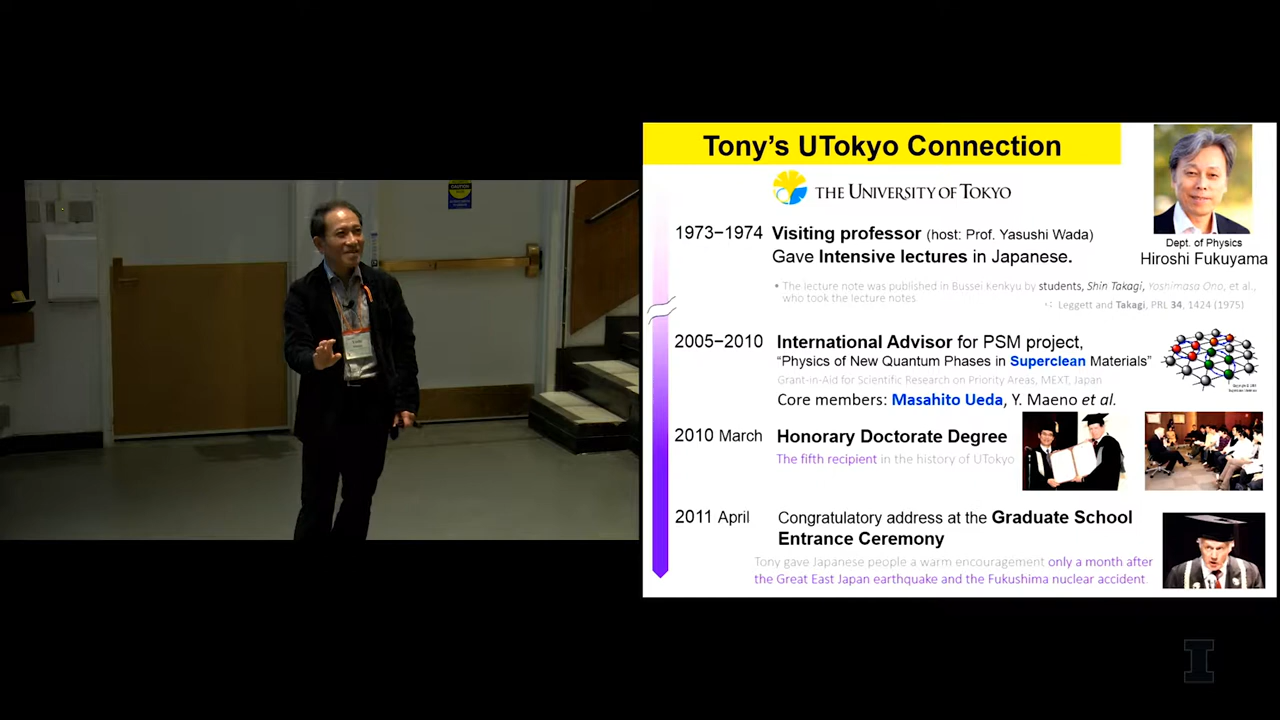 Tony's UTokyo Connection
THE UNIVERSITY OF TOKYO
Dept. of Physics
Hiroshi Fukuyama
1973−1974 Visiting professor (host: Prof. Yasushi Wada)
Gave Intensive lectures in Japanese.
• The lecture note was published in Bussei Kenkyu by students, Shin Takagi, Yoshimasa Ono, et al.,
who took the lecture notes
Leggett and Takagi, PRL 34, 1424 (1975)
2005−2010 International Advisor for PSM project,
"Physics of New Quantum Phases in Superclean Materials"
Grant-in-Aid for Scientific Research on Priority Areas, MEXT, Japan
Core members: Masahito Ueda, Y. Maeno et al.
2010 March Honorary Doctorate Degree
The fifth recipient in the history of UTokyo
2011 April Congratulatory address at the Graduate School
Entrance Ceremony
Tony gave Japanese people a warm encouragement only a month after
the Great East Japan earthquake and the Fukushima nuclear accident.
CAUTION
I